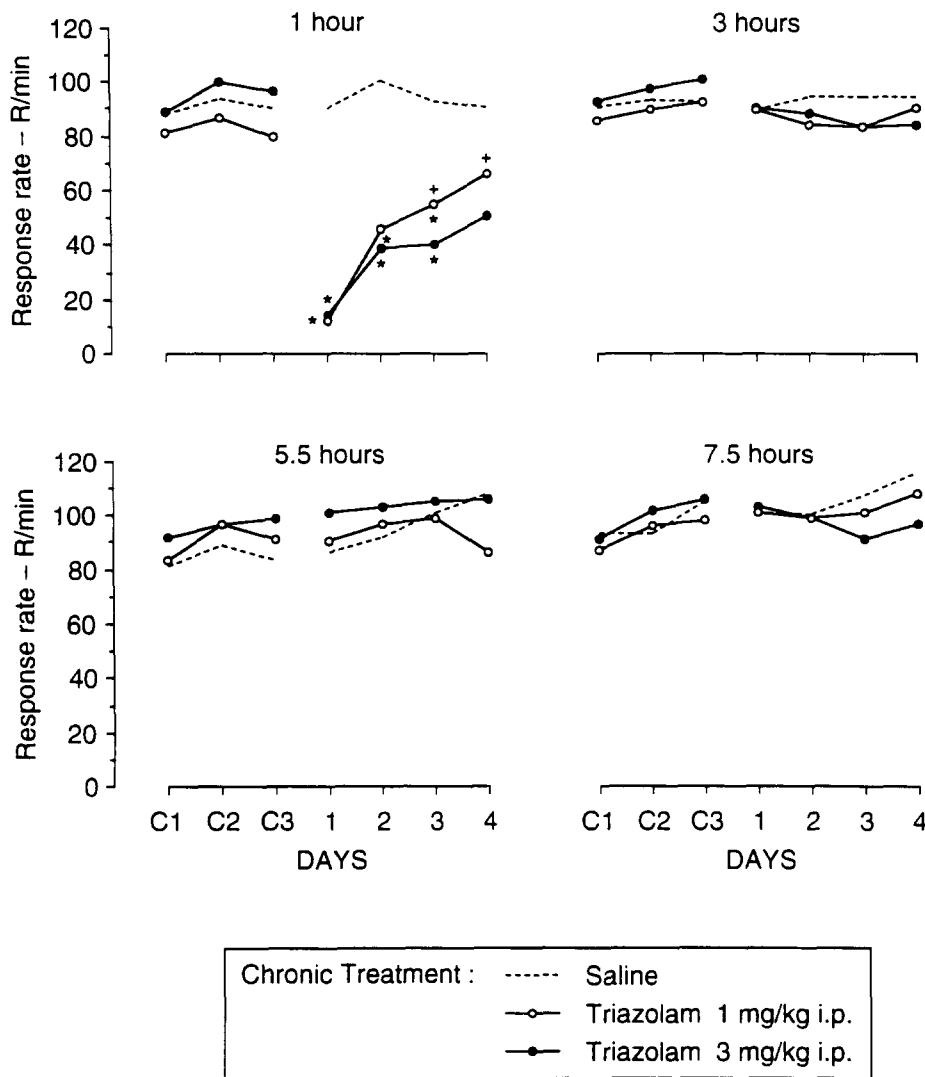 1 hour
3 hours
Response rate – R/min
120
100
80
60
40
20
0
+
+
*
*
*
*
*
*
5.5 hours
7.5 hours
Response rate – R/min
120
100
80
60
40
20
0
C1 C2 C3 1 2 3 4
DAYS
C1 C2 C3 1 2 3 4
DAYS
Chronic Treatment : Saline
Triazolam 1 mg/kg i.p.
Triazolam 3 mg/kg i.p.